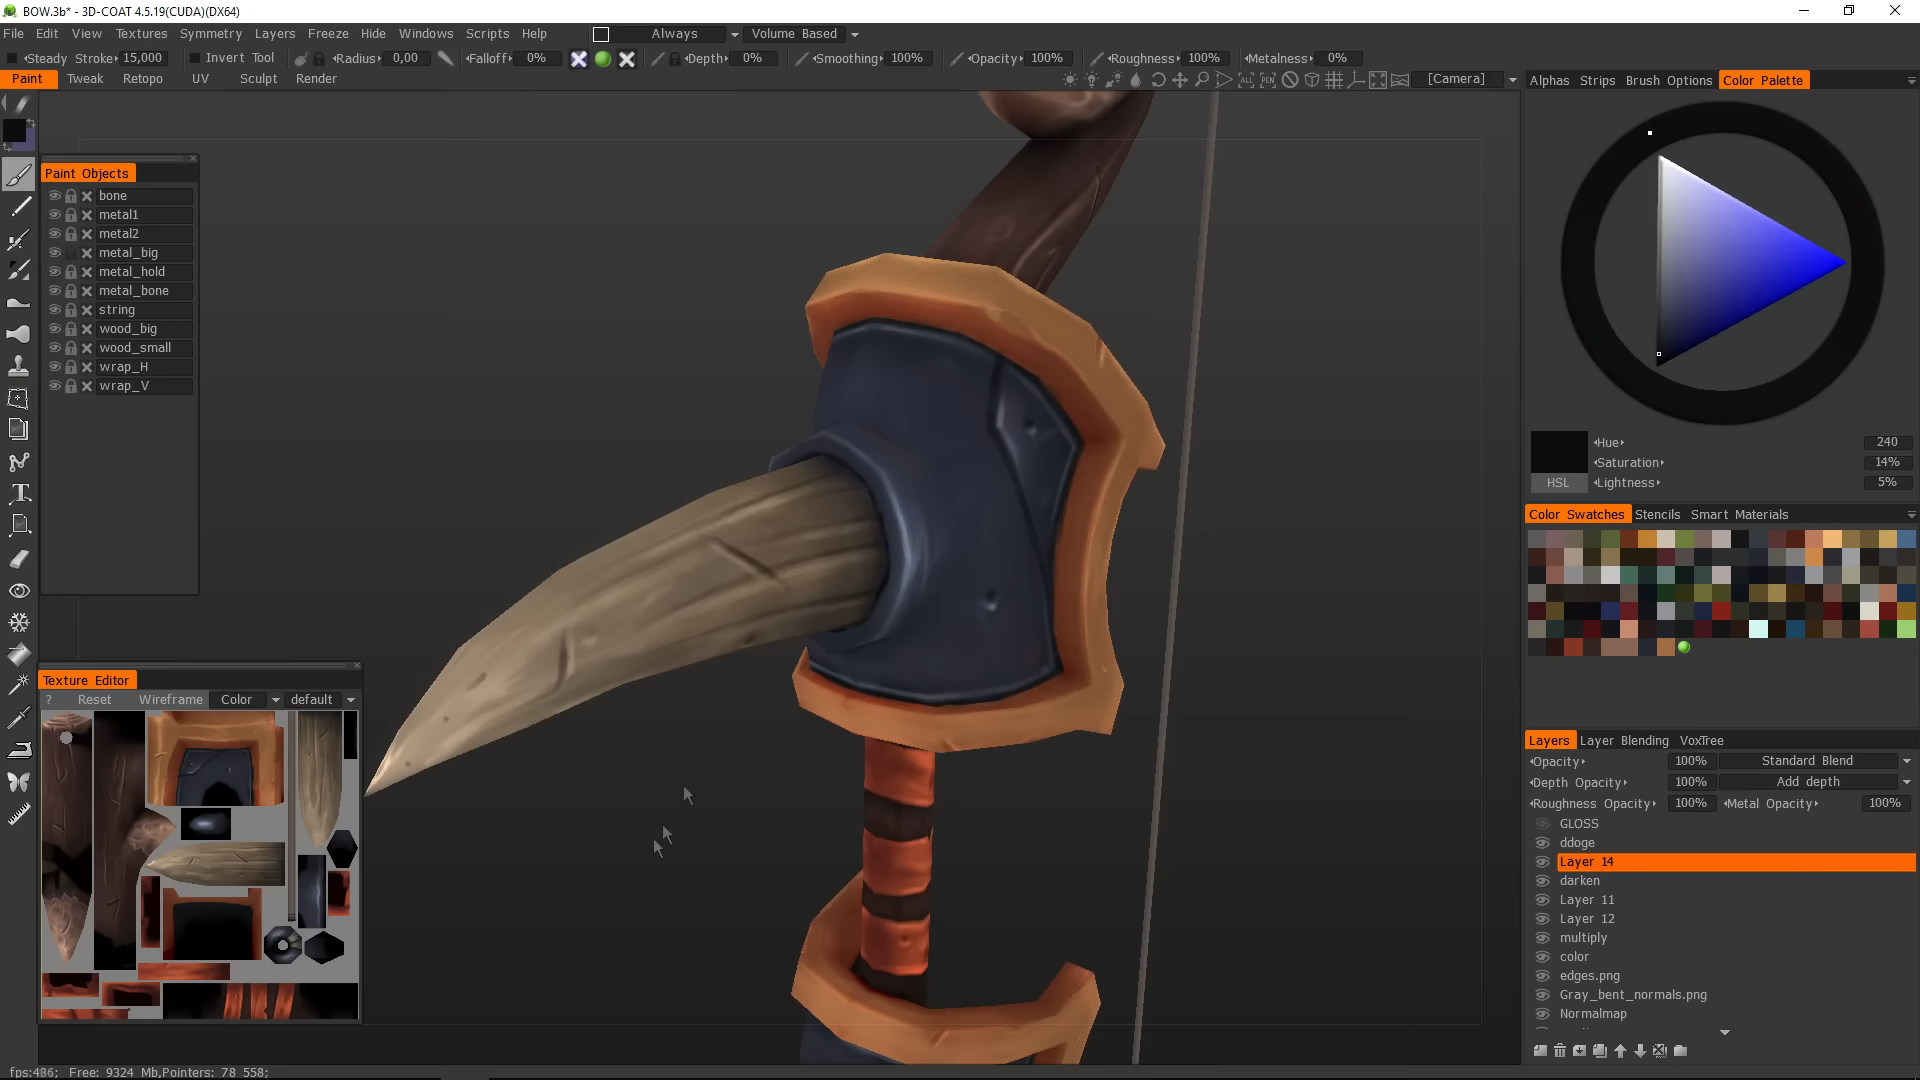 BOW.3b* - 3D-COAT 4.5.19(CUDA)(DX64)
File Edit View Textures Symmetry Layers Freeze Hide Windows Scripts Help Always Volume Based
Steady Stroke 15,000 Invert Tool Radius 0,00 Falloff 0% Depth 0% Smoothing 100% Opacity 100% Roughness 100% Metalness 0%
Paint Tweak Retopo UV Sculpt Render [Camera]
Alphas Strips Brush Options Color Palette
Paint Objects
bone
metal1
metal2
metal_big
metal_hold
metal_bone
string
wood_big
wood_small
wrap_H
wrap_V
Hue 240
Saturation 14%
HSL Lightness 5%
Color Swatches Stencils Smart Materials
Texture Editor
? Reset Wireframe Color default
Layers Layer Blending VoxTree
Opacity 100% Standard Blend
Depth Opacity 100% Add depth
Roughness Opacity 100% Metal Opacity 100%
GLOSS
ddoge
Layer 14
darken
Layer 11
Layer 12
multiply
color
edges.png
Gray_bent_normals.png
Normalmap
Free: 9324 Mb,Pointers: 78 558;